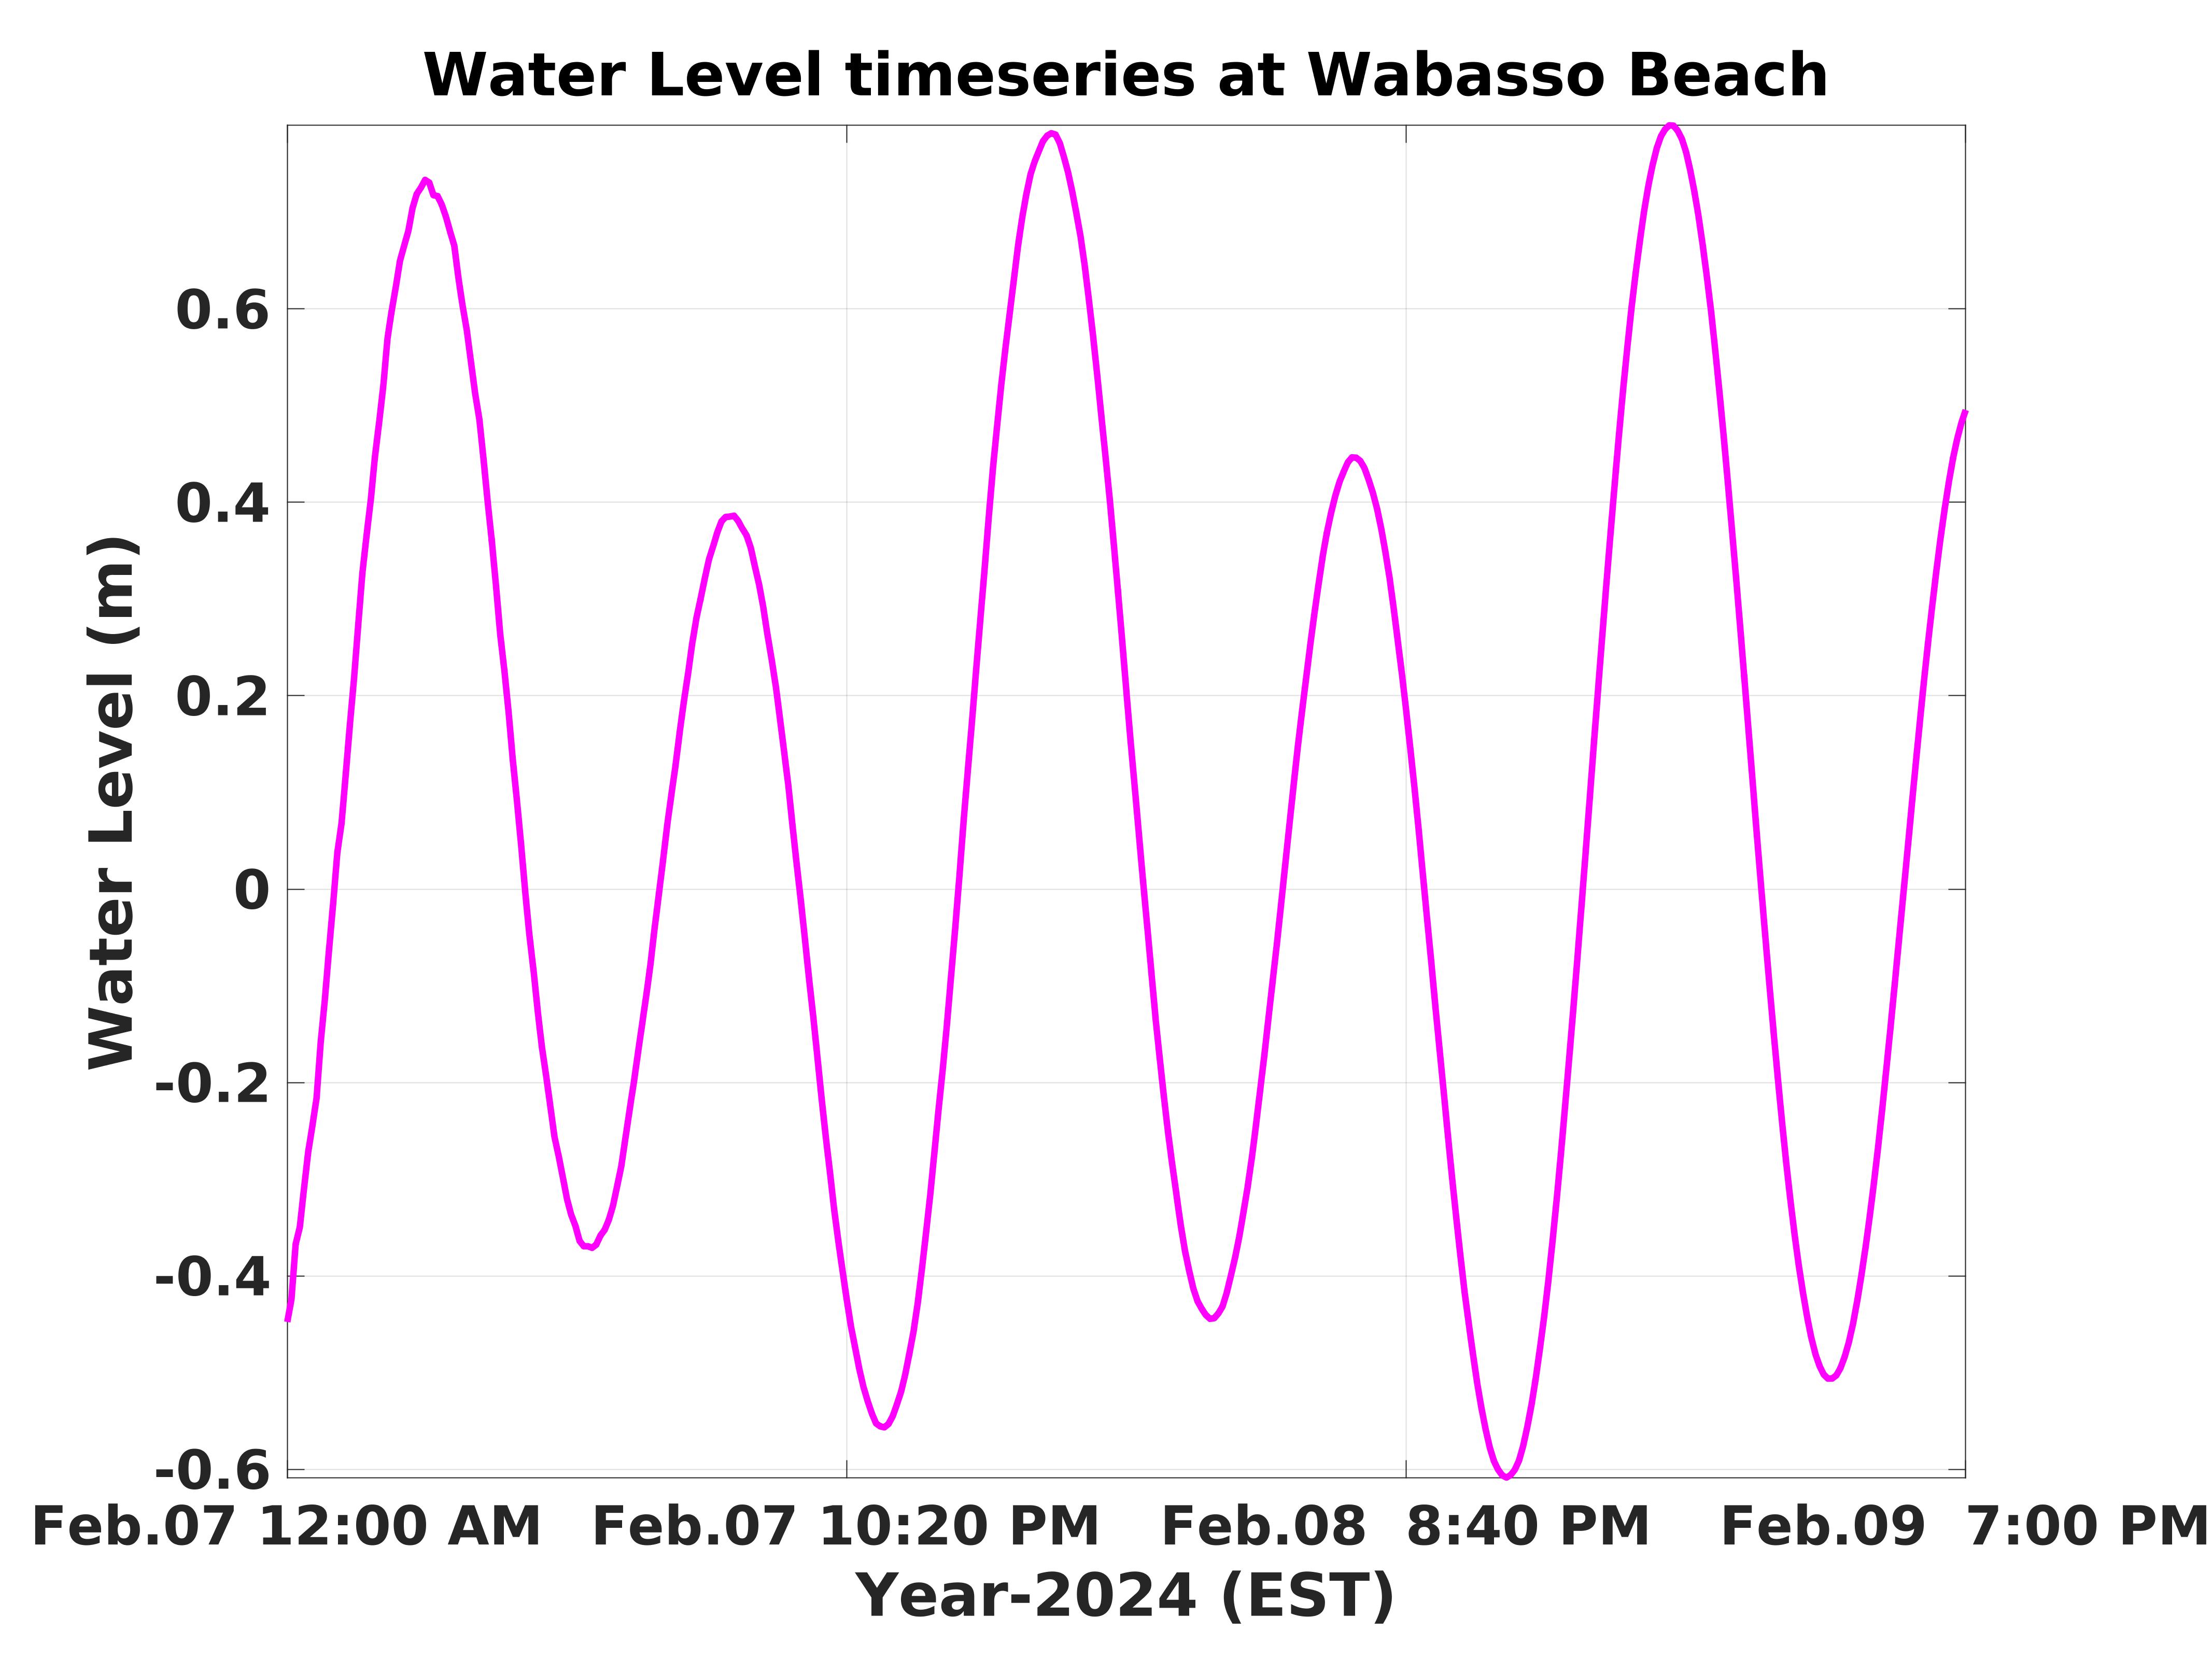 Water Level timeseries at Wabasso Beach
Water Level (m)
0.6
0.4
0.2
0
-0.2
-0.4
-0.6
Feb.07 12:00 AM Feb.07 10:20 PM Feb.08 8:40 PM Feb.09 7:00 PM
Year-2024 (EST)